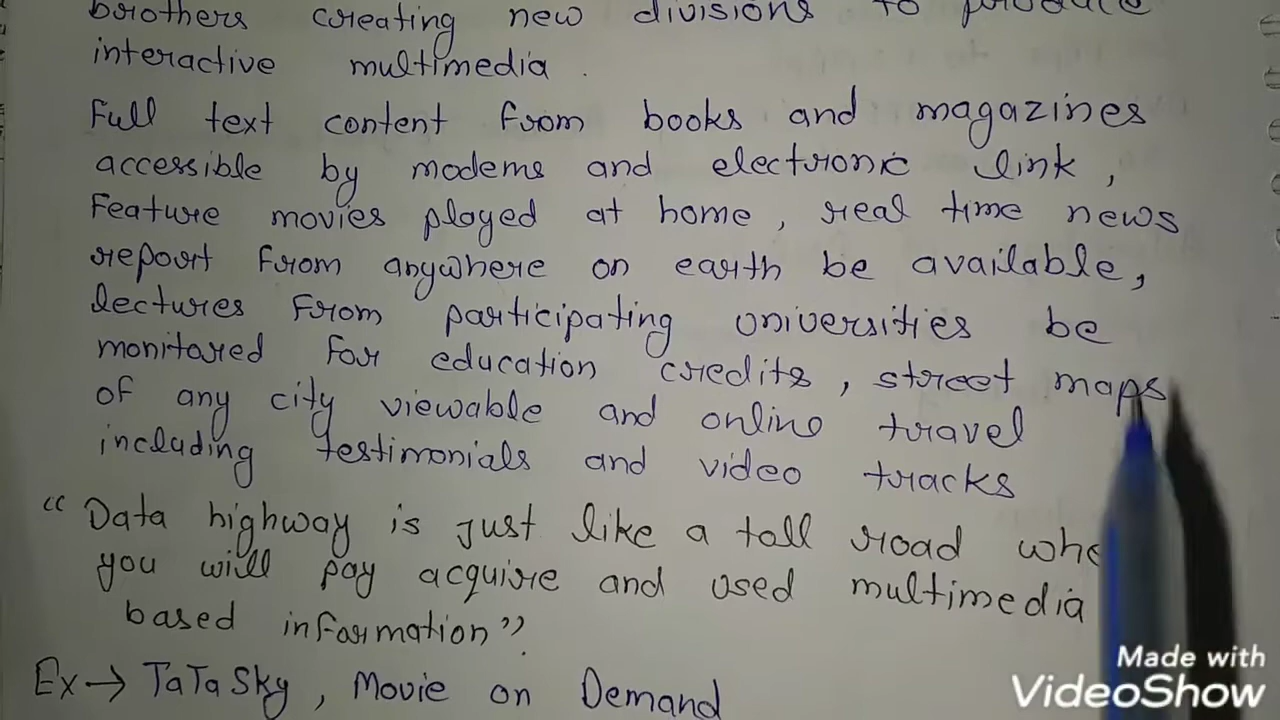 brothers creating new divisions to produce
interactive multimedia.
Full text content from books and magazines
accessible by modems and electronic link,
Feature movies played at home, real time news
report from anywhere on earth be available,
lectures from participating universities be
monitored for education credits, street maps
of any city viewable and online travel
including testimonials and video tracks
“Data highway is just like a toll road whe
you will pay acquire and used multimedia
based information”.
Ex → TaTaSky, Movie on Demand
Made with
VideoShow